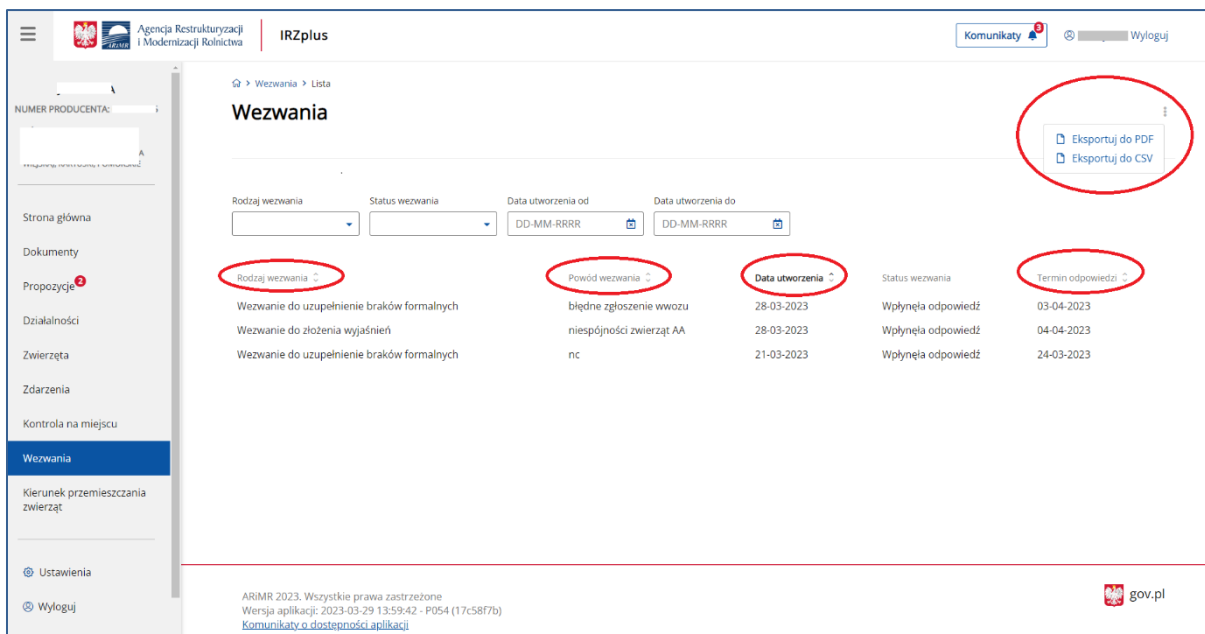 Agencja Restrukturyzacji
i Modernizacji Rolnictwa
ARiMR
IRZplus
Komunikaty 3
Wyloguj
A
NUMER PRODUCENTA:
Wezwania > Lista
Wezwania
Eksportuj do PDF
Eksportuj do CSV
Rodzaj wezwania Status wezwania Data utworzenia od Data utworzenia do
DD-MM-RRRR DD-MM-RRRR
Rodzaj wezwania Powód wezwania Data utworzenia Status wezwania Termin odpowiedzi
Wezwanie do uzupełnienie braków formalnych błędne zgłoszenie wwozu 28-03-2023 Wpłynęła odpowiedź 03-04-2023
Wezwanie do złożenia wyjaśnień niespójności zwierząt AA 28-03-2023 Wpłynęła odpowiedź 04-04-2023
Wezwanie do uzupełnienie braków formalnych nc 21-03-2023 Wpłynęła odpowiedź 24-03-2023
Strona główna
Dokumenty
Propozycje 2
Działalności
Zwierzęta
Zdarzenia
Kontrola na miejscu
Wezwania
Kierunek przemieszczania
zwierząt
Ustawienia
Wyloguj
ARiMR 2023. Wszystkie prawa zastrzeżone
Wersja aplikacji: 2023-03-29 13:59:42 - P054 (17c58f7b)
Komunikaty o dostępności aplikacji
gov.pl